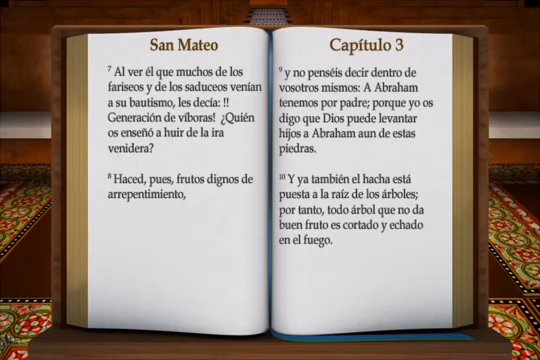 San Mateo
⁷ Al ver él que muchos de los
fariseos y de los saduceos venían
a su bautismo, les decía: !!
Generación de víboras! ¿Quién
os enseñó a huir de la ira
venidera?
⁸ Haced, pues, frutos dignos de
arrepentimiento,
Capítulo 3
⁹ y no penséis decir dentro de
vosotros mismos: A Abraham
tenemos por padre; porque yo os
digo que Dios puede levantar
hijos a Abraham aun de estas
piedras.
¹⁰ Y ya también el hacha está
puesta a la raíz de los árboles;
por tanto, todo árbol que no da
buen fruto es cortado y echado
en el fuego.